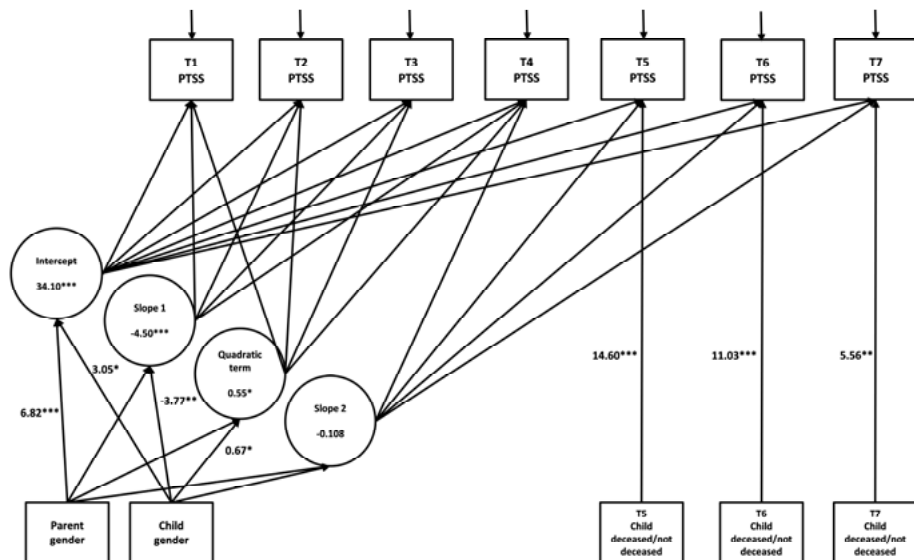 T1
PTSS
T2
PTSS
T3
PTSS
T4
PTSS
T5
PTSS
T6
PTSS
T7
PTSS
Intercept
34.10***
Slope 1
-4.50***
Quadratic
term
0.55*
Slope 2
-0.108
6.82***
3.05*
-3.77**
0.67*
14.60***
11.03***
5.56**
Parent
gender
Child
gender
T5
Child
deceased/not
deceased
T6
Child
deceased/not
deceased
T7
Child
deceased/not
deceased